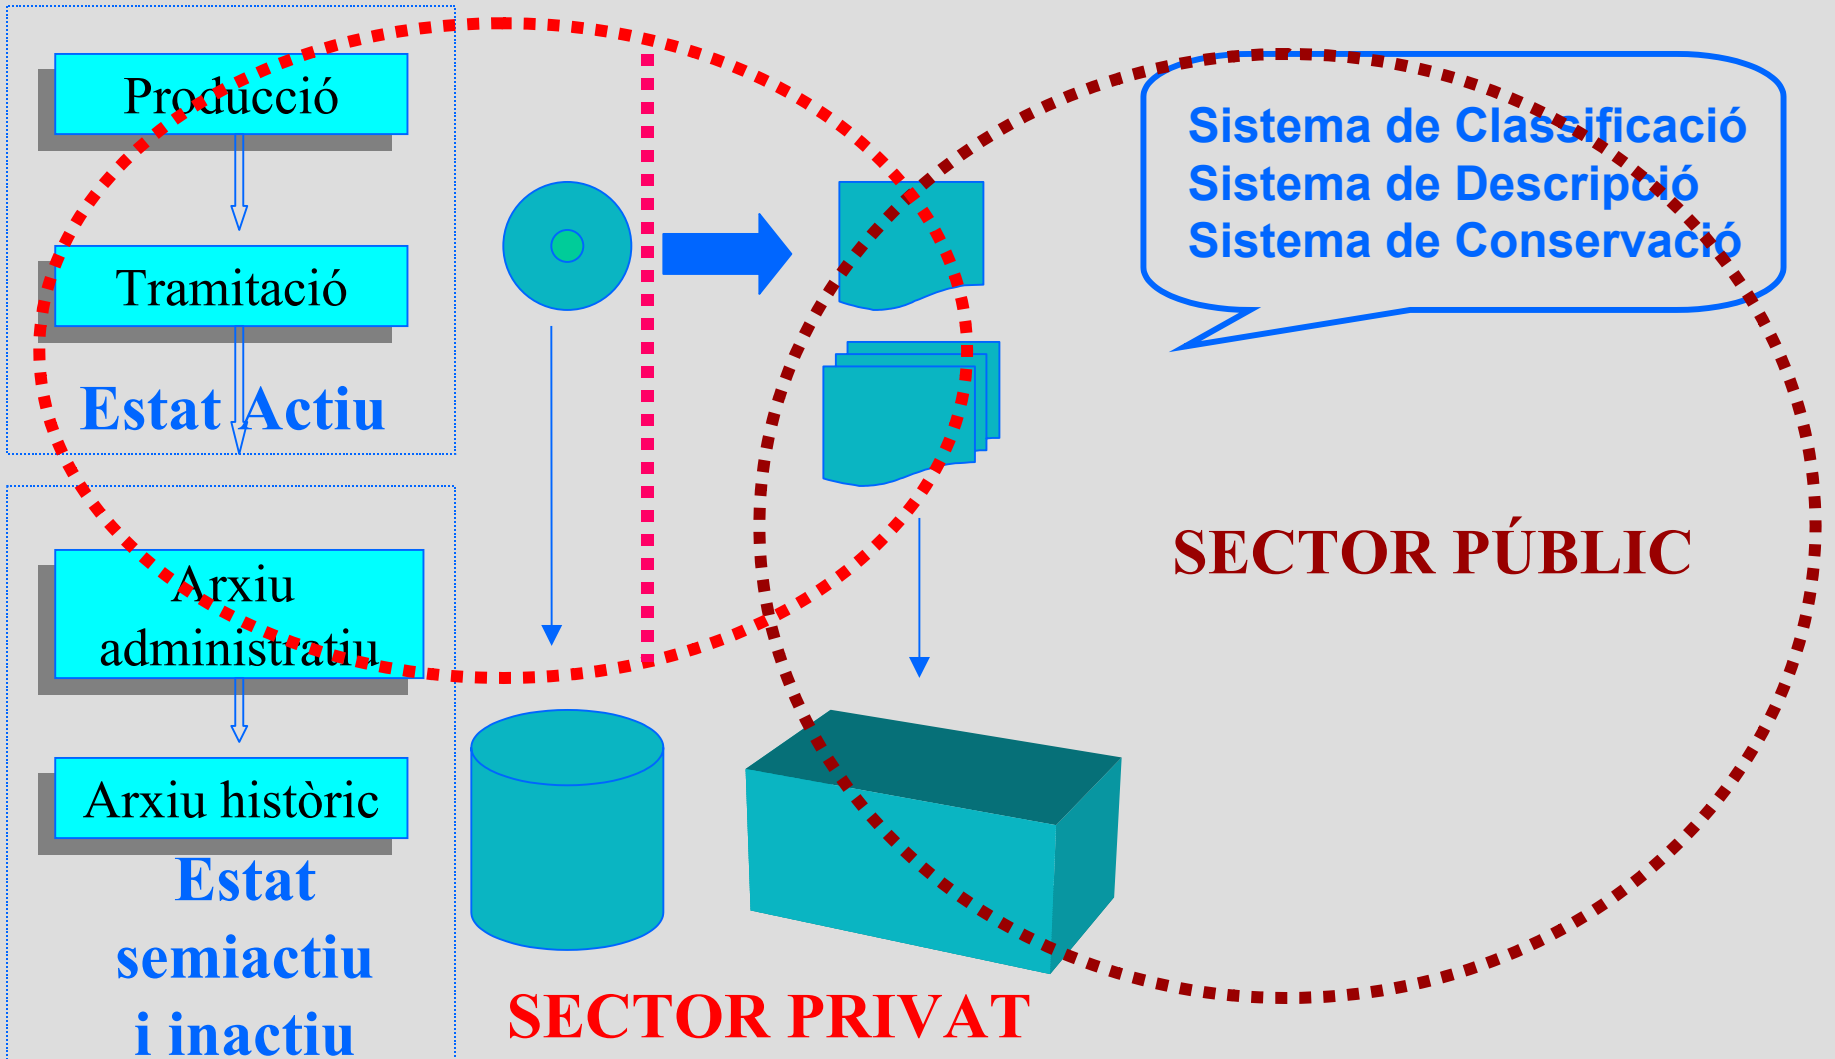 Producció
Tramitació
Estat Actiu
Arxiu
administratiu
Arxiu històric
Estat
semiactiu
i inactiu
Sistema de Classificació
Sistema de Descripció
Sistema de Conservació
SECTOR PÚBLIC
SECTOR PRIVAT